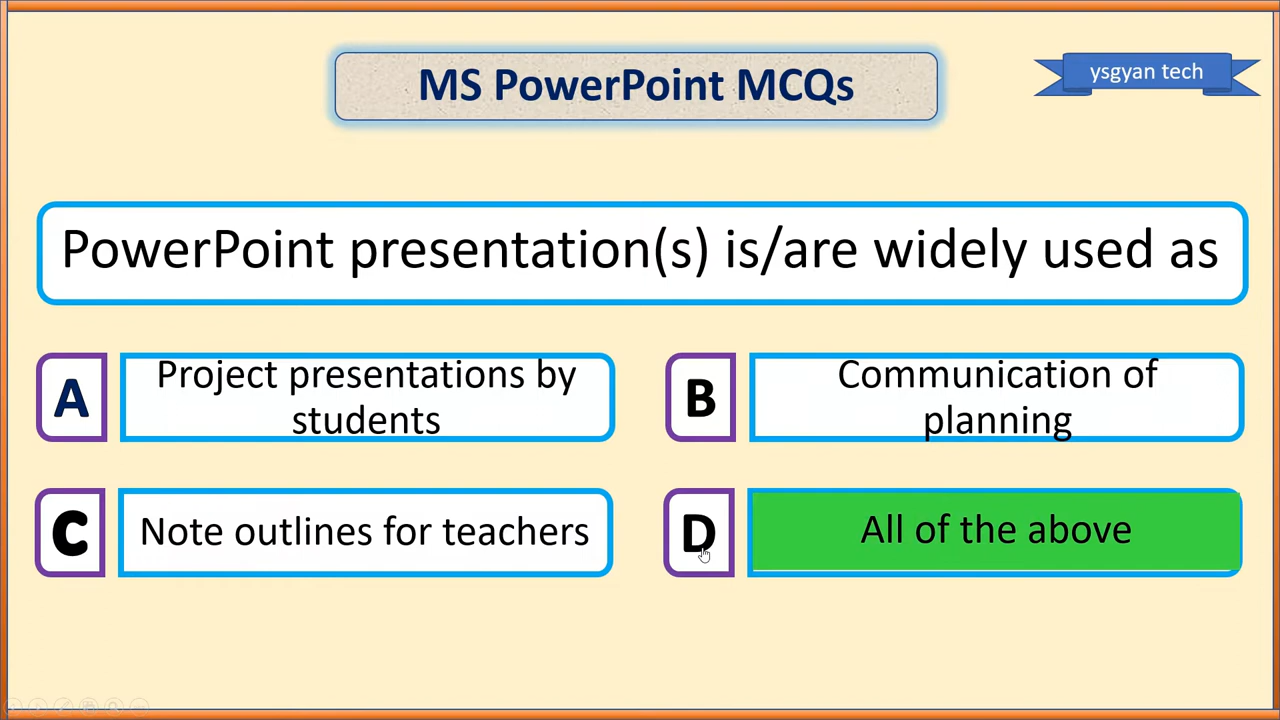 MS PowerPoint MCQs
ysgyan tech
PowerPoint presentation(s) is/are widely used as
A
Project presentations by
students
B
Communication of
planning
C
Note outlines for teachers
D
All of the above